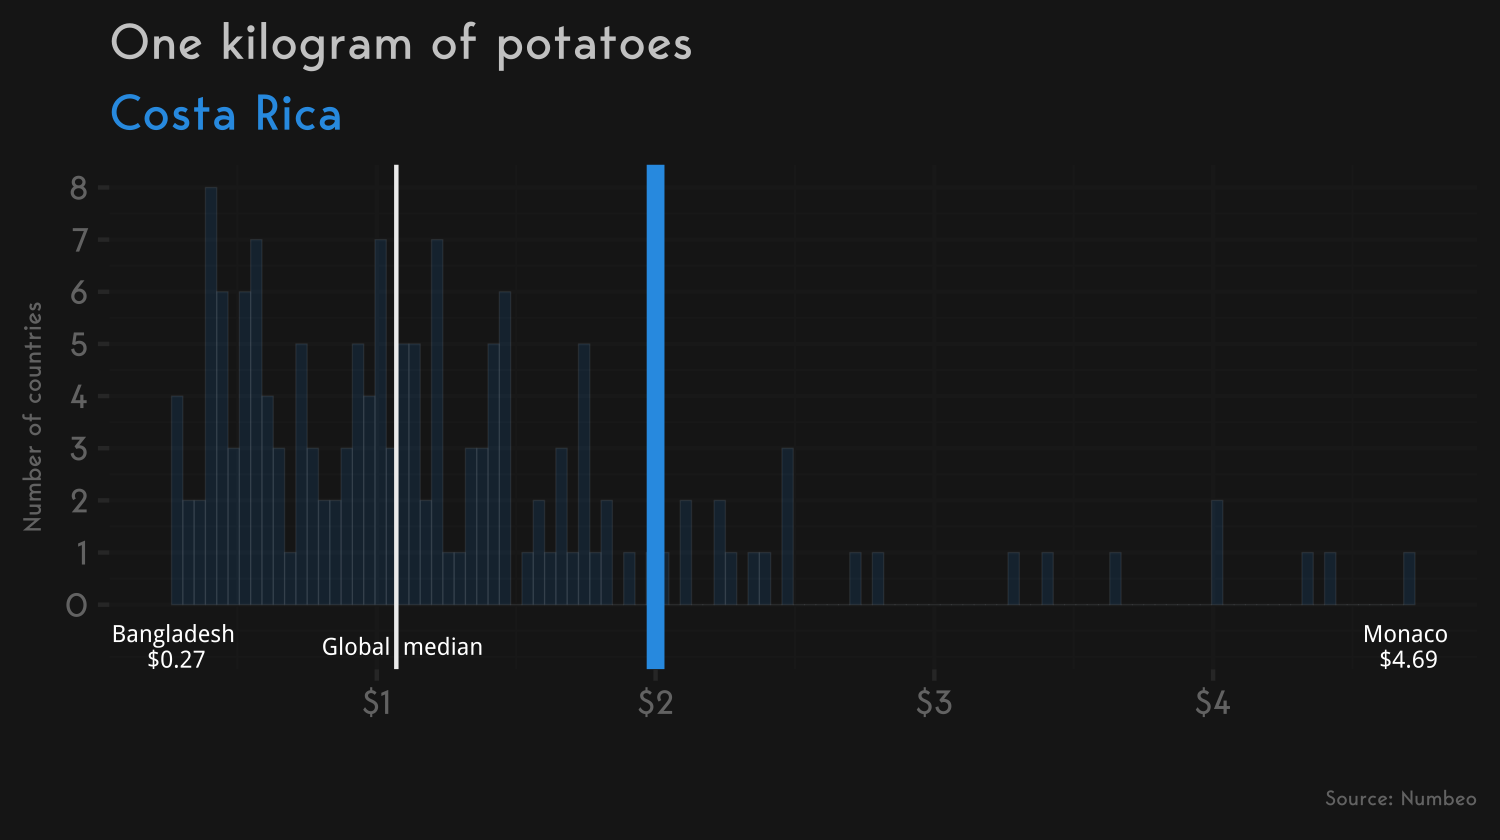 One kilogram of potatoes
Costa Rica
Number of countries
8
7
6
5
4
3
2
1
0
Bangladesh
$0.27
Global median
Monaco
$4.69
$1
$2
$3
$4
Source: Numbeo